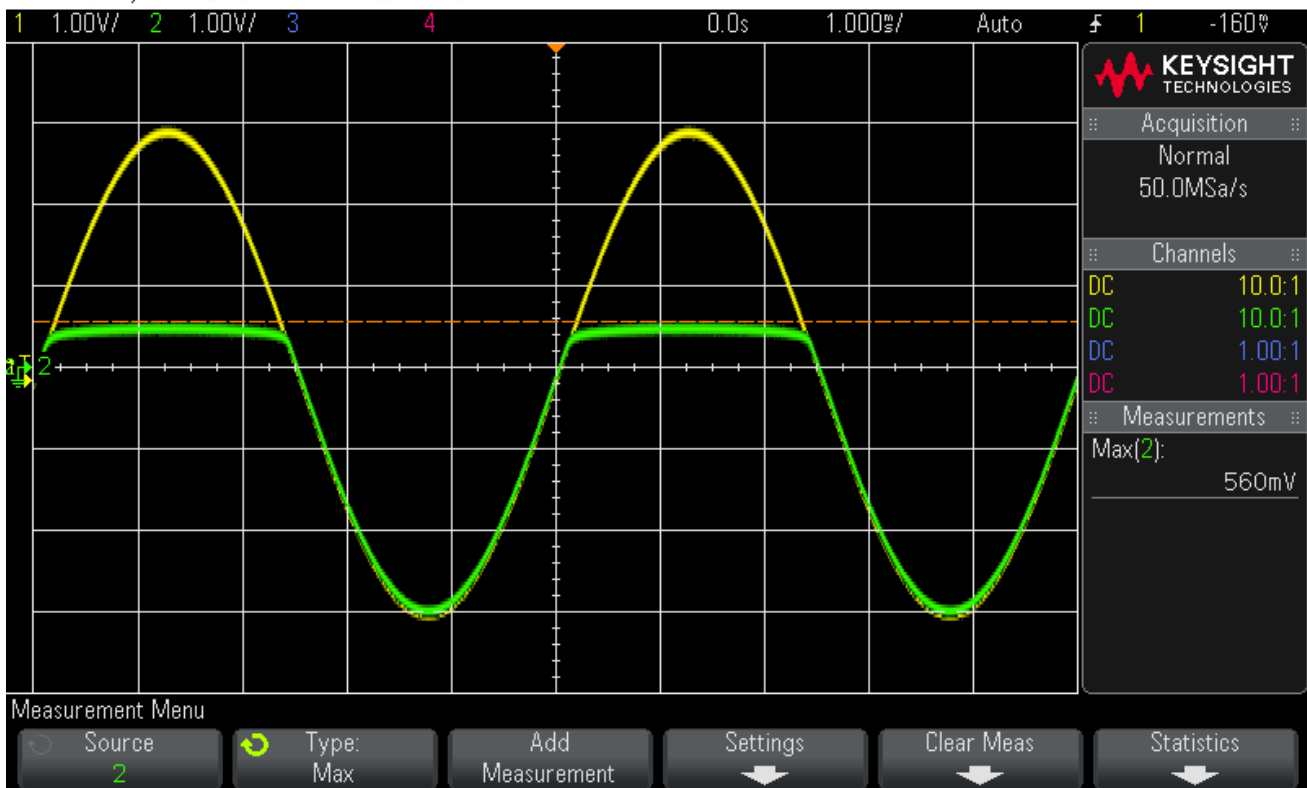 1 1.00V/ 2 1.00V/ 3 4 0.0s 1.000ms/ Auto 1 -160mV
KEYSIGHT
TECHNOLOGIES
Acquisition
Normal
50.0MSa/s
Channels
DC 10.0:1
DC 10.0:1
DC 1.00:1
DC 1.00:1
Measurements
Max(2):
560mV
2
Measurement Menu
Source
2
Type:
Max
Add
Measurement
Settings
Clear Meas
Statistics